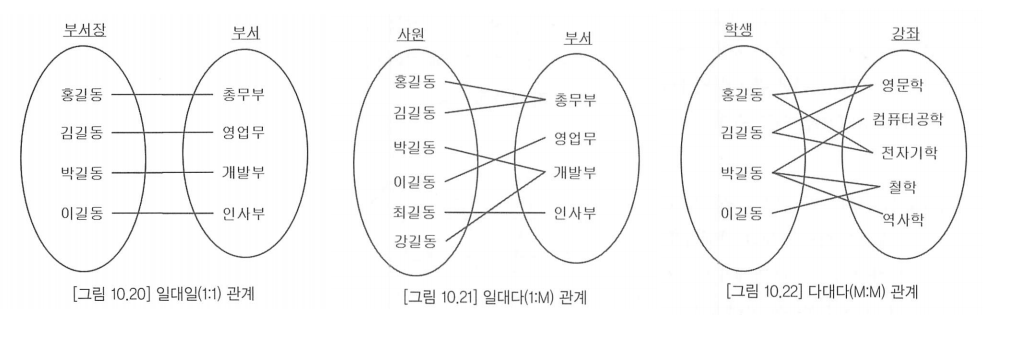 부서장
부서
홍길동
총무부
김길동
영업무
박길동
개발부
이길동
인사부
[그림 10.20] 일대일(1:1) 관계
사원
부서
홍길동
김길동
박길동
이길동
최길동
강길동
총무부
영업무
개발부
인사부
[그림 10.21] 일대다(1:M) 관계
학생
강좌
홍길동
김길동
박길동
이길동
영문학
컴퓨터공학
전자기학
철학
역사학
[그림 10.22] 다대다(M:M) 관계